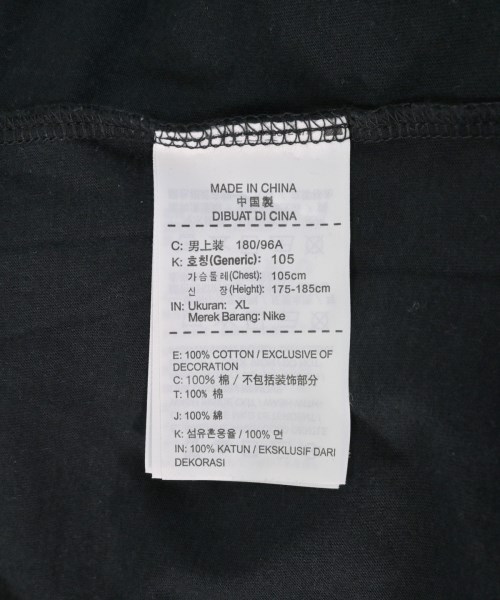 MADE IN CHINA
中国製
DIBUAT DI CINA
C: 男上装 180/96A
K: 호칭(Generic): 105
가슴둘레(Chest): 105cm
신 장(Height): 175-185cm
IN: Ukuran: XL
Merek Barang: Nike
E: 100% COTTON / EXCLUSIVE OF
DECORATION
C: 100% 棉 / 不包括装饰部分
T: 100% 棉
J: 100% 綿
K: 섬유혼용율 / 100% 면
IN: 100% KATUN / EKSKLUSIF DARI
DEKORASI